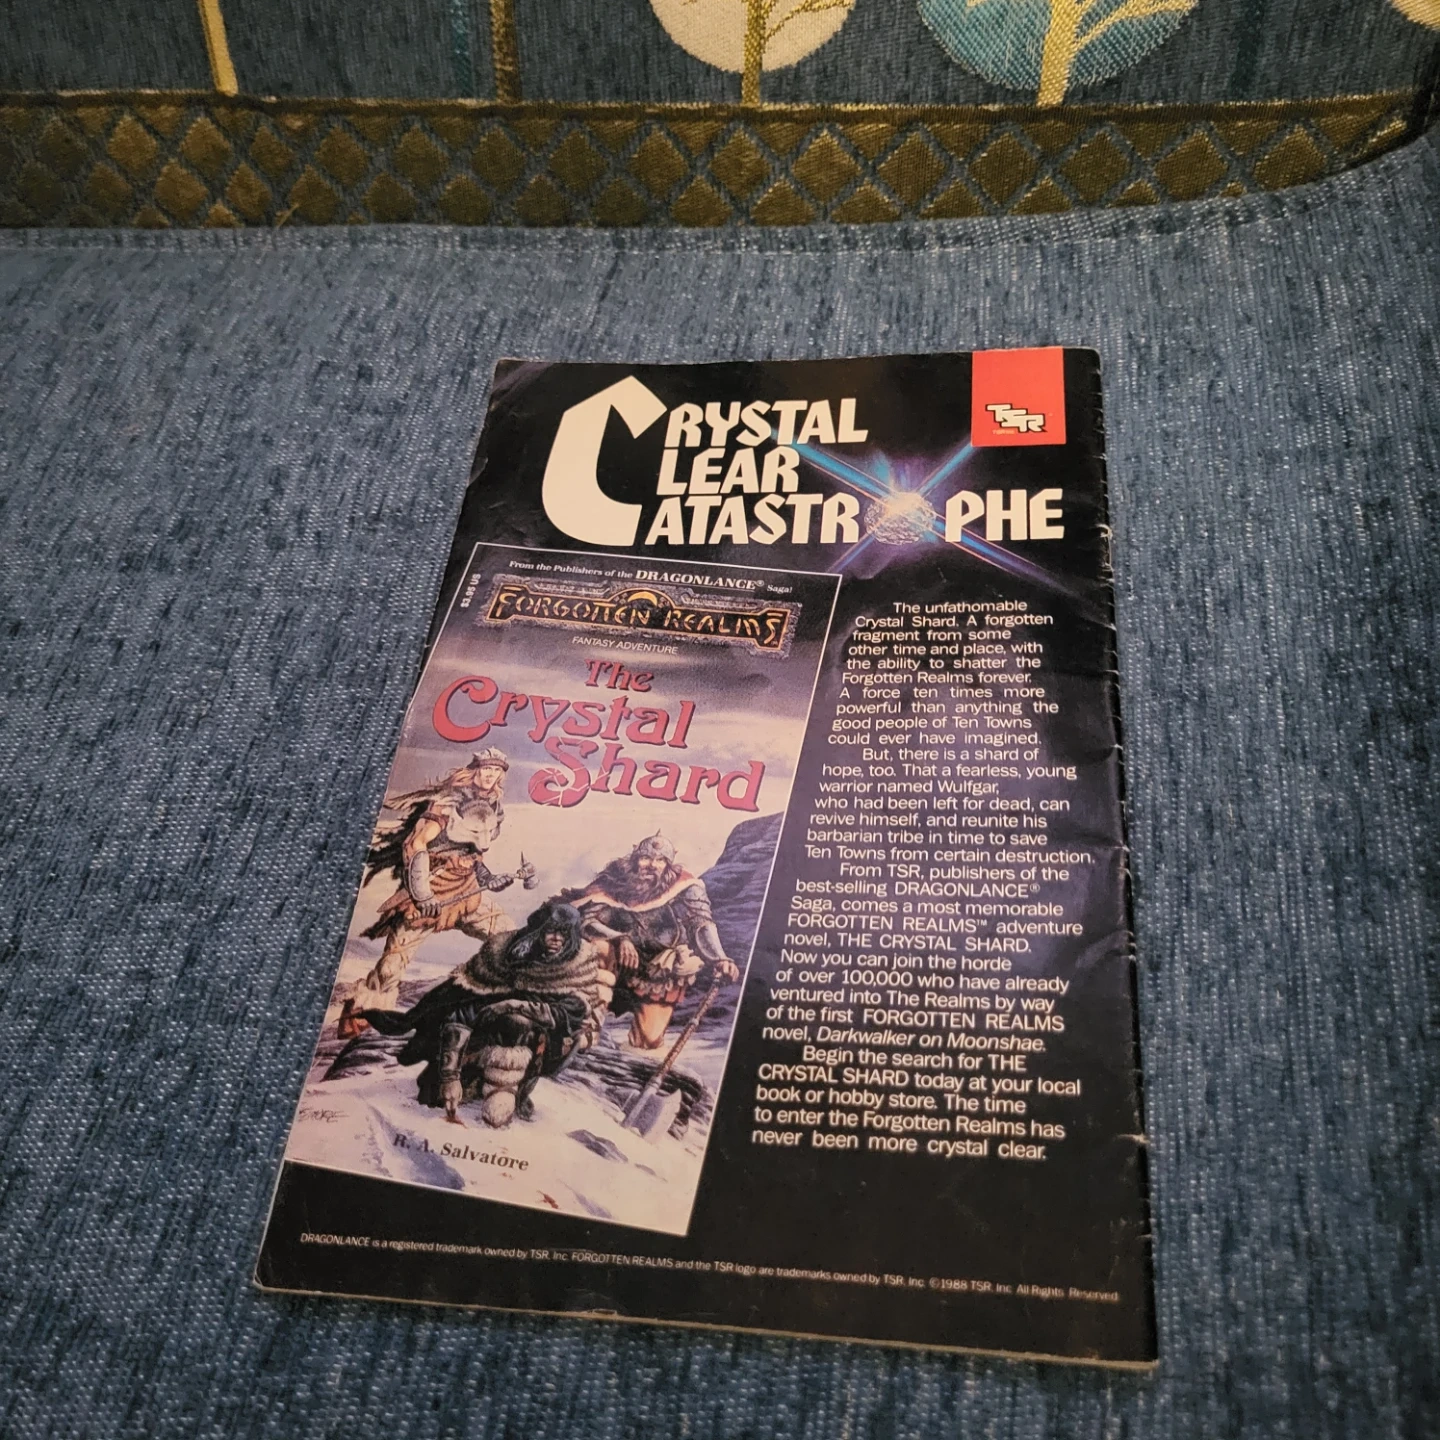 CRYSTAL
CLEAR
CATASTROPHE
TSR
From the Publishers of the DRAGONLANCE® Saga!
$3.95 US
FORGOTTEN REALMS
FANTASY ADVENTURE
The
Crystal
Shard
R. A. Salvatore
The unfathomable
Crystal Shard. A forgotten
fragment from some
other time and place, with
the ability to shatter the
Forgotten Realms forever.
A force ten times more
powerful than anything the
good people of Ten Towns
could ever have imagined.
But, there is a shard of
hope, too. That a fearless, young
warrior named Wulfgar,
who had been left for dead, can
revive himself, and reunite his
barbarian tribe in time to save
Ten Towns from certain destruction.
From TSR, publishers of the
best-selling DRAGONLANCE®
Saga, comes a most memorable
FORGOTTEN REALMS™ adventure
novel, THE CRYSTAL SHARD.
Now you can join the horde
of over 100,000 who have already
ventured into The Realms by way
of the first FORGOTTEN REALMS
novel, Darkwalker on Moonshae.
Begin the search for THE
CRYSTAL SHARD today at your local
book or hobby store. The time
to enter the Forgotten Realms has
never been more crystal clear.
DRAGONLANCE is a registered trademark owned by TSR, Inc. FORGOTTEN REALMS and the TSR logo are trademarks owned by TSR, Inc. ©1988 TSR, Inc. All Rights Reserved.